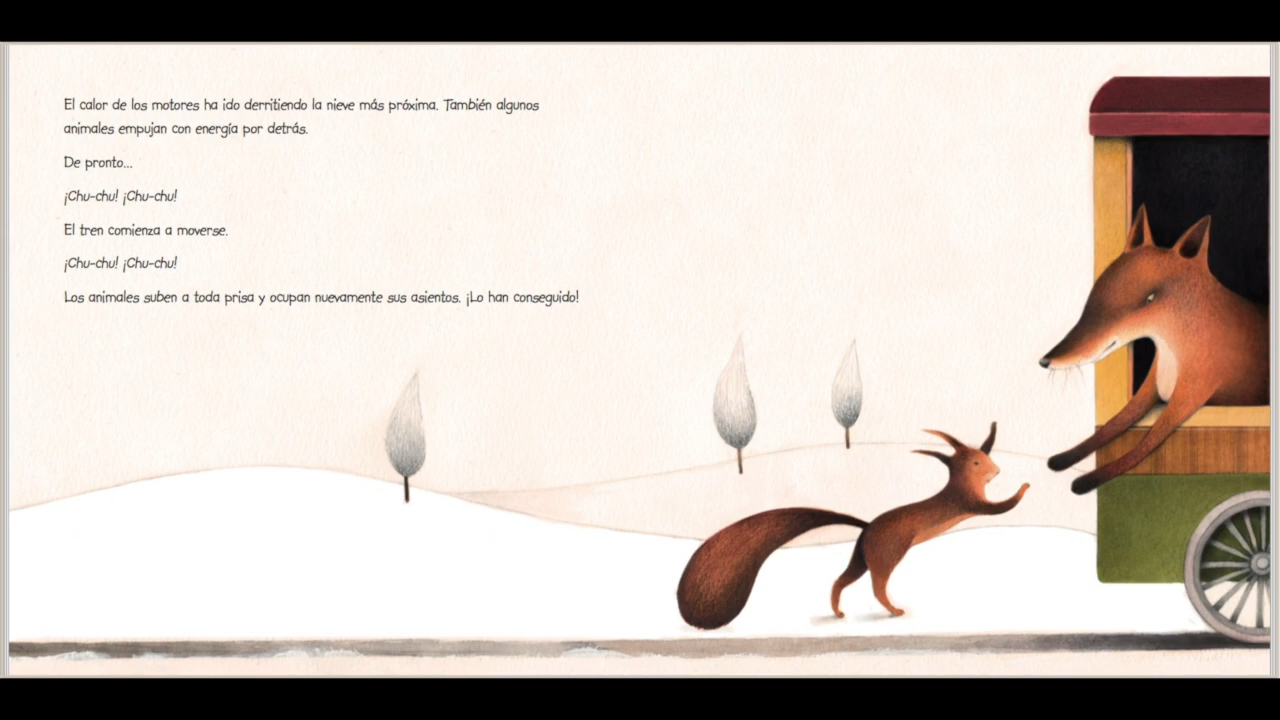 El calor de los motores ha ido derritiendo la nieve más próxima. También algunos
animales empujan con energía por detrás.
De pronto...
¡Chu-chu! ¡Chu-chu!
El tren comienza a moverse.
¡Chu-chu! ¡Chu-chu!
Los animales suben a toda prisa y ocupan nuevamente sus asientos. ¡Lo han conseguido!